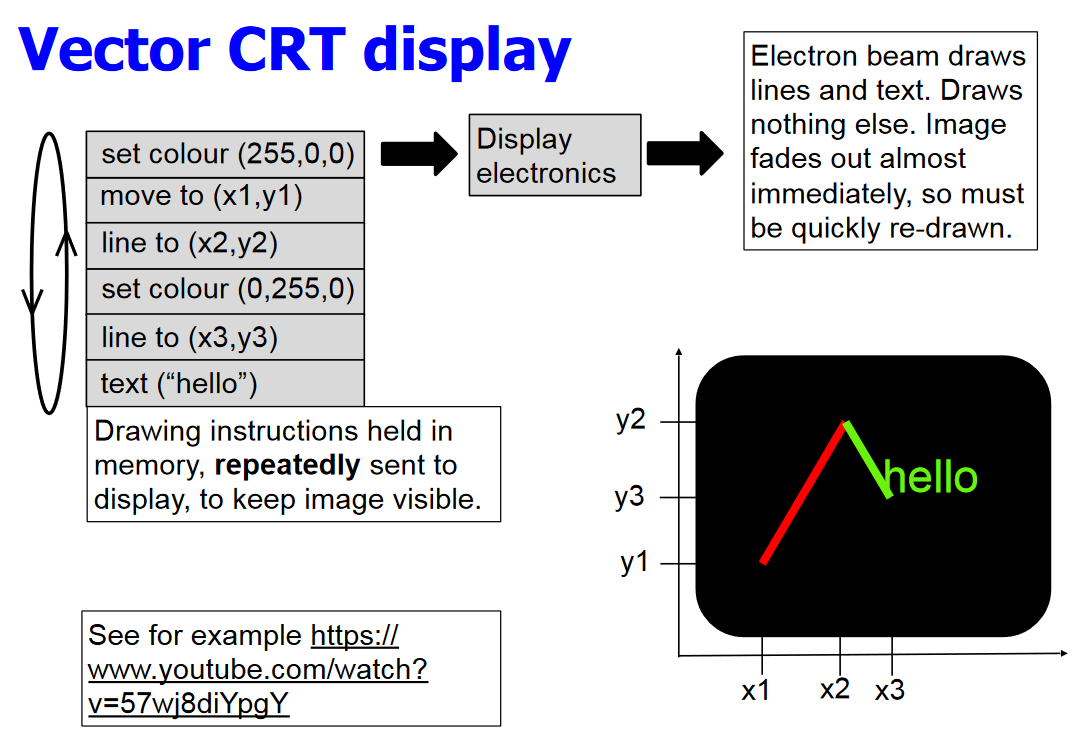 Vector CRT display
set colour (255,0,0)
move to (x1,y1)
line to (x2,y2)
set colour (0,255,0)
line to (x3,y3)
text (“hello”)
Drawing instructions held in
memory, repeatedly sent to
display, to keep image visible.
Display
electronics
Electron beam draws
lines and text. Draws
nothing else. Image
fades out almost
immediately, so must
be quickly re-drawn.
y2
y3
y1
hello
x1
x2
x3
See for example https://
www.youtube.com/watch?
v=57wj8diYpgY